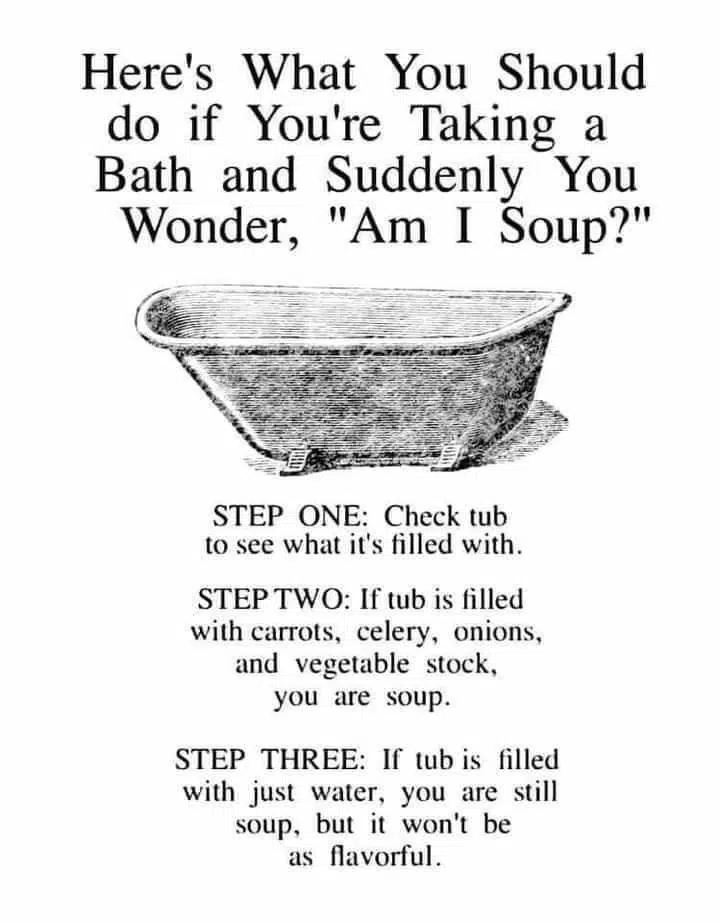 Here's What You Should
do if You're Taking a
Bath and Suddenly You
Wonder, "Am I Soup?"
STEP ONE: Check tub
to see what it's filled with.
STEP TWO: If tub is filled
with carrots, celery, onions,
and vegetable stock,
you are soup.
STEP THREE: If tub is filled
with just water, you are still
soup, but it won't be
as flavorful.